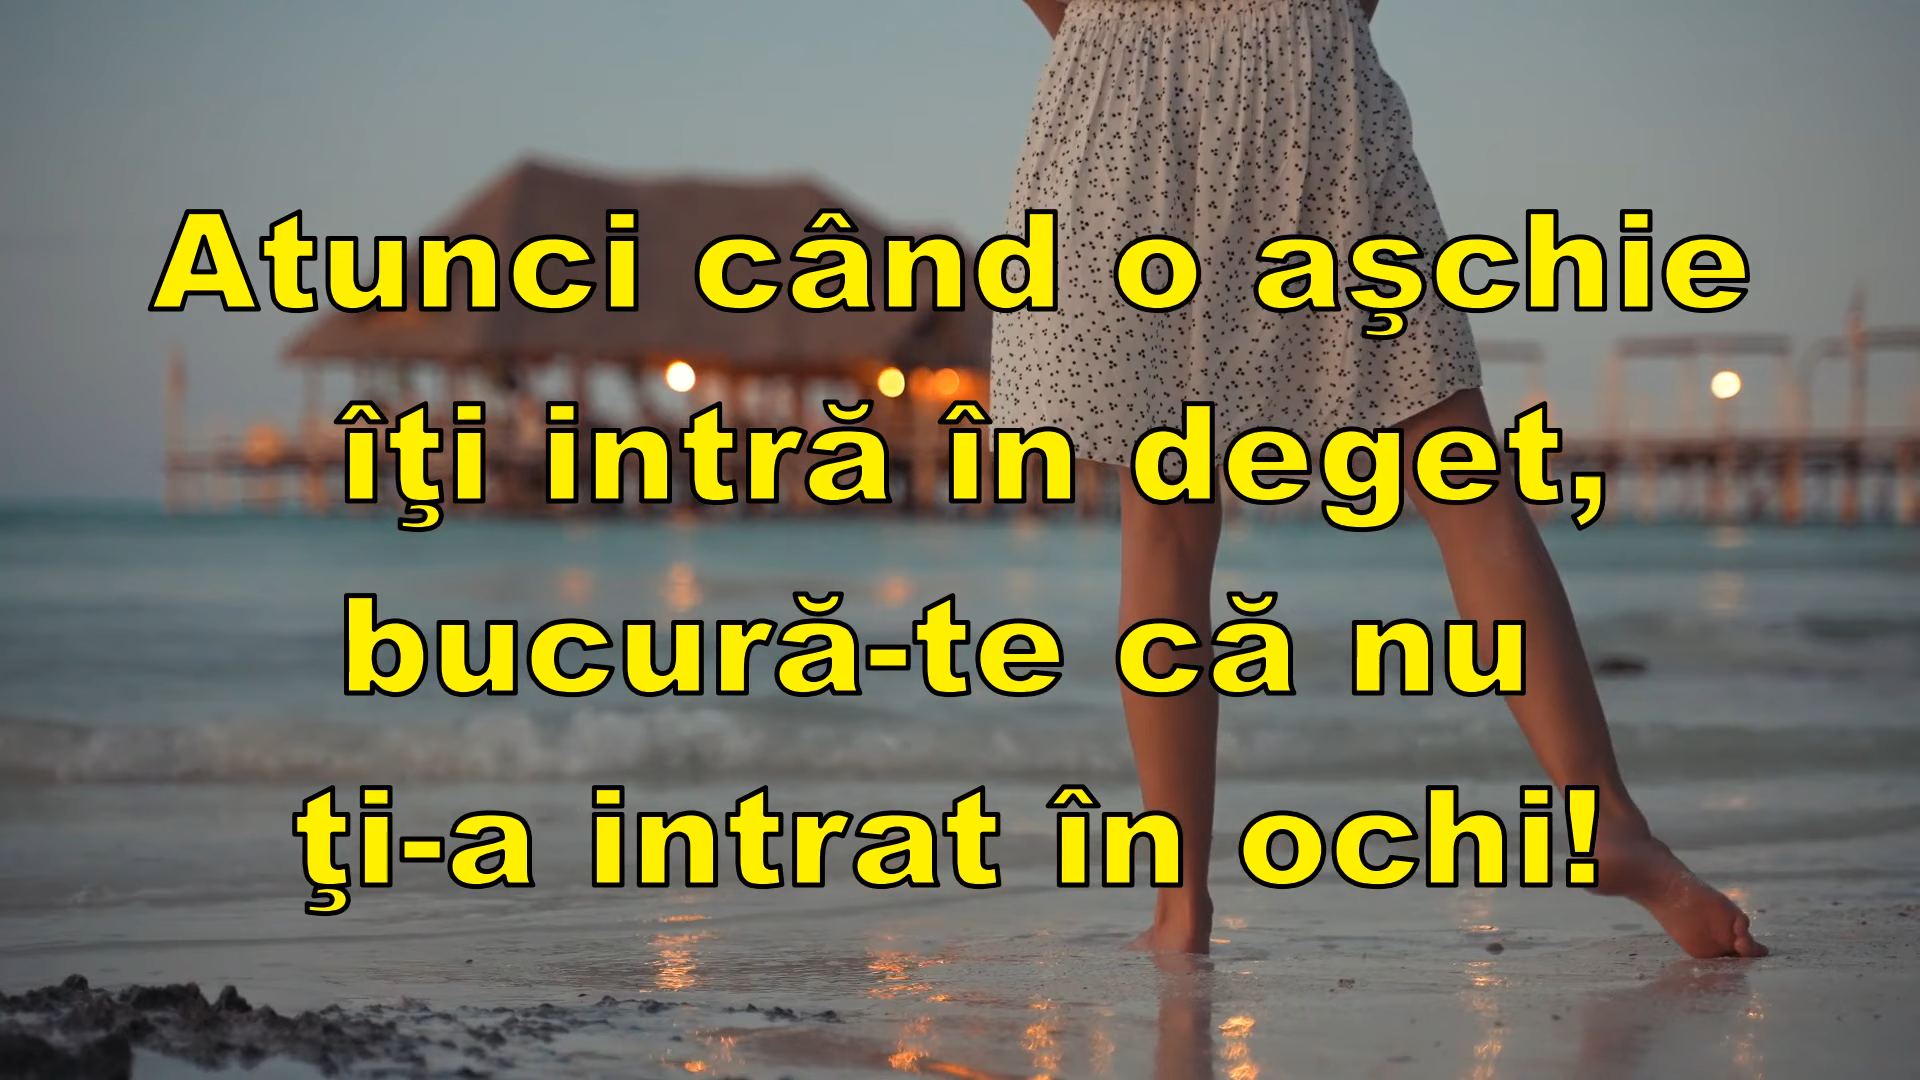 Atunci când o aşchie
îţi intră în deget,
bucură-te că nu
ţi-a intrat în ochi!